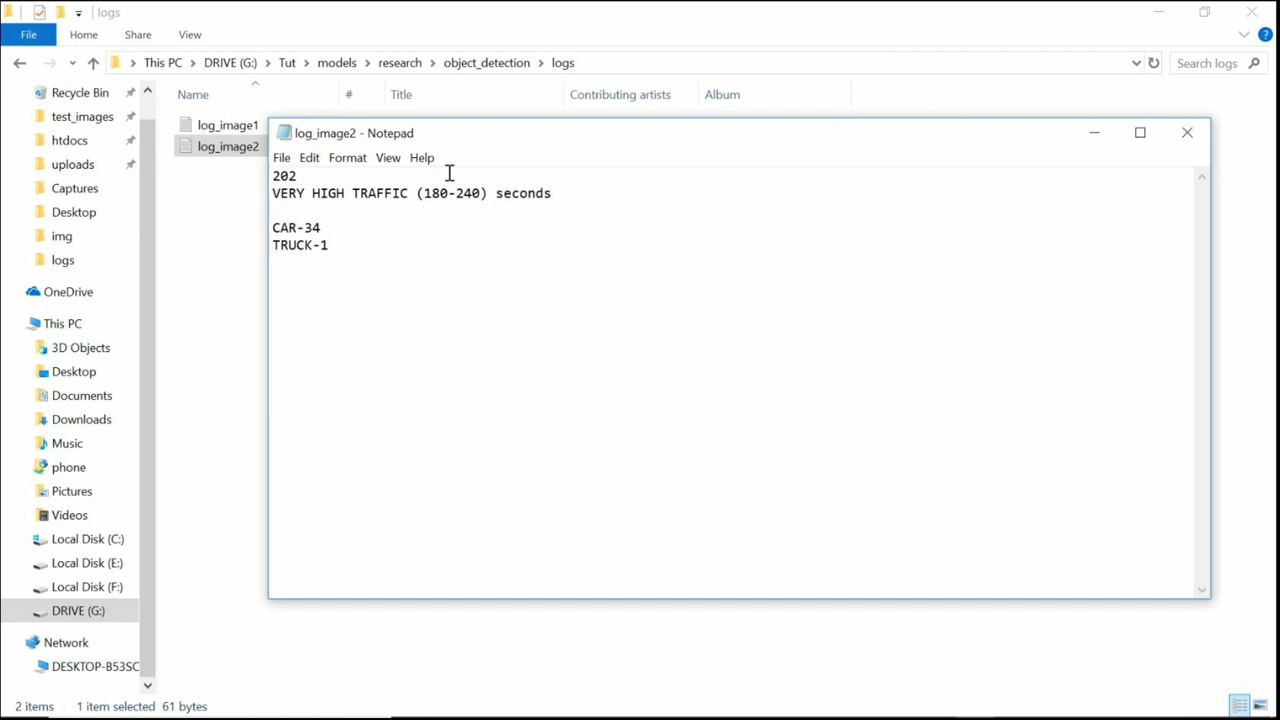 logs
File Home Share View
This PC DRIVE (G:) Tut models research object_detection logs
Search logs
Name # Title Contributing artists Album
Recycle Bin
test_images
htdocs
uploads
Captures
Desktop
img
logs
OneDrive
This PC
3D Objects
Desktop
Documents
Downloads
Music
phone
Pictures
Videos
Local Disk (C:)
Local Disk (E:)
Local Disk (F:)
DRIVE (G:)
Network
DESKTOP-B53SC
log_image1
log_image2
log_image2 - Notepad
File Edit Format View Help
202
VERY HIGH TRAFFIC (180-240) seconds
CAR-34
TRUCK-1
2 items 1 item selected 61 bytes